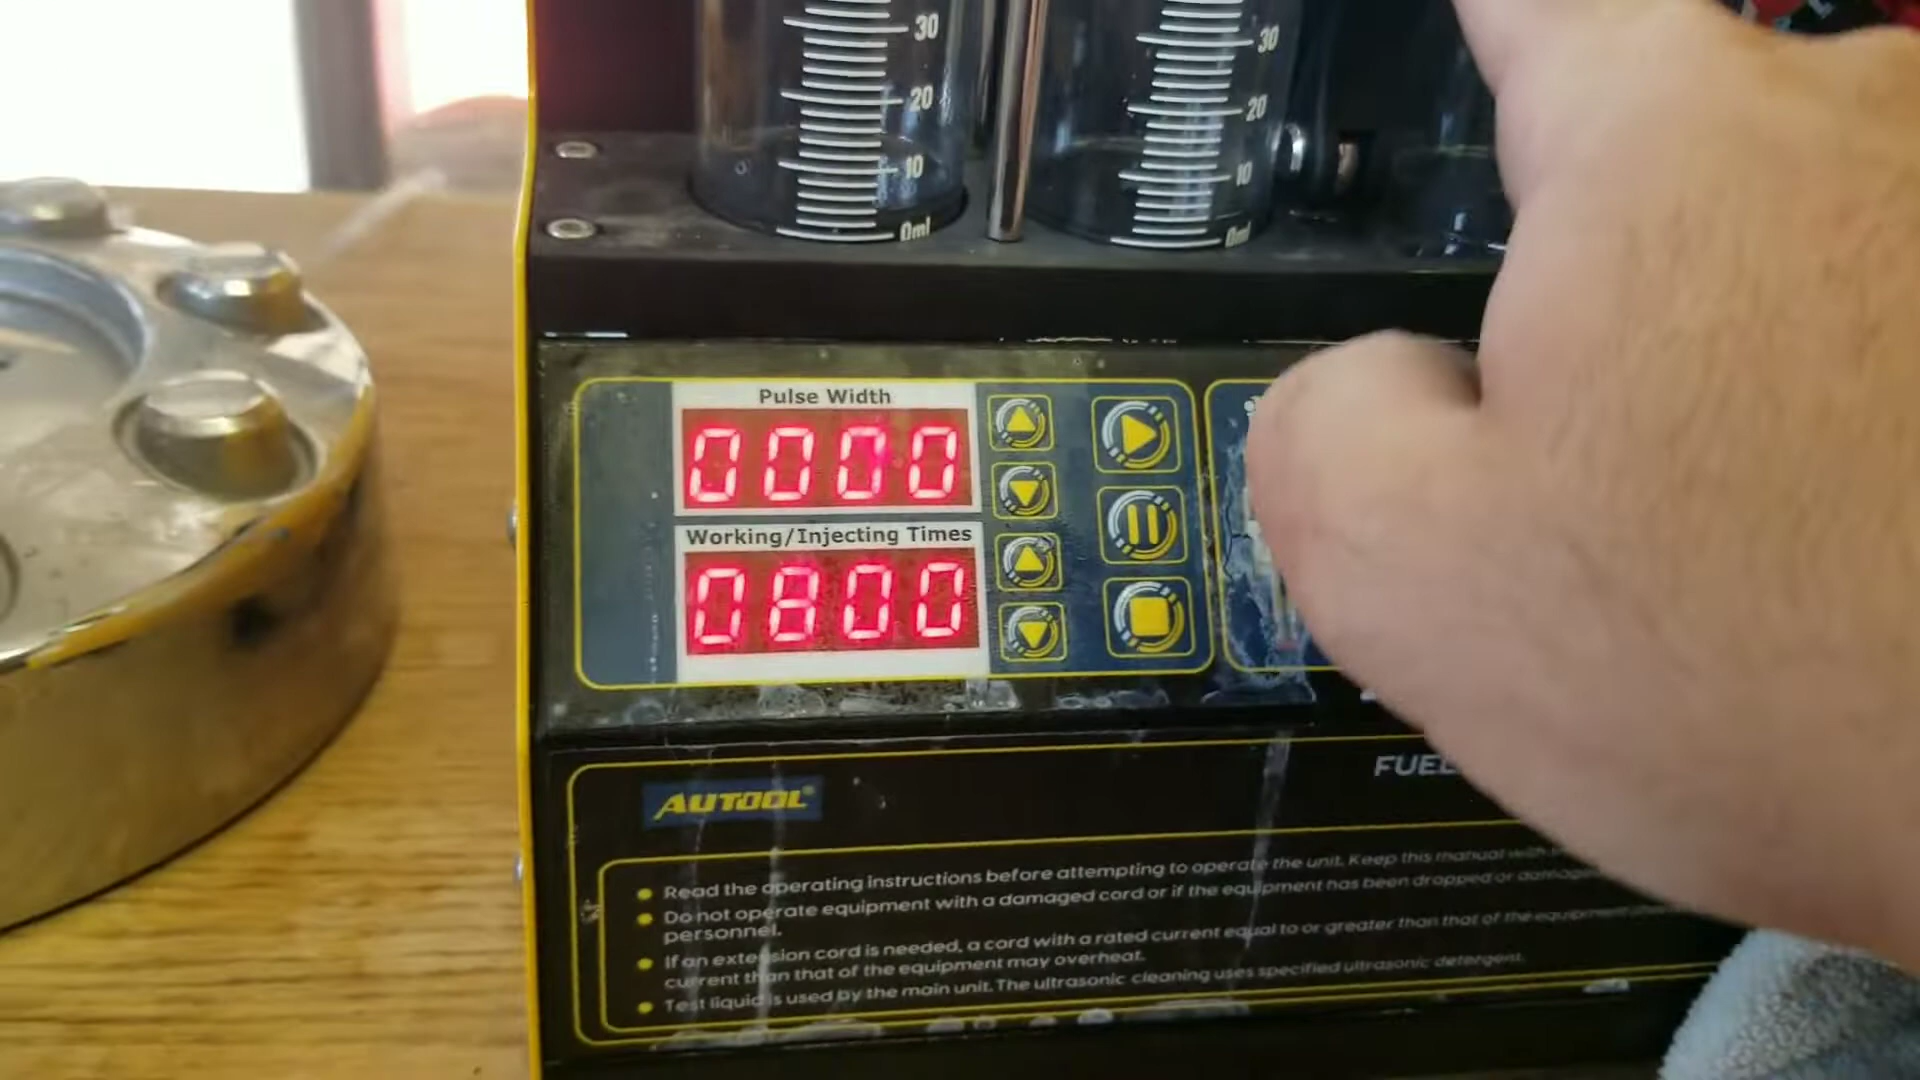 30
30
20
20
10
10
0ml
0ml
Pulse Width
0000
Working/Injecting Times
0800
FUEL
AUTOOL®
Read the operating instructions before attempting to operate the unit. Keep this manual with
Do not operate equipment with a damaged cord or if the equipment has been dropped or
personnel.
If an extension cord is needed, a cord with a rated current equal to or greater than that of the equipment
current than that of the equipment may overheat.
Test liquid is used by the main unit. The ultrasonic cleaning uses specified ultrasonic detergent.